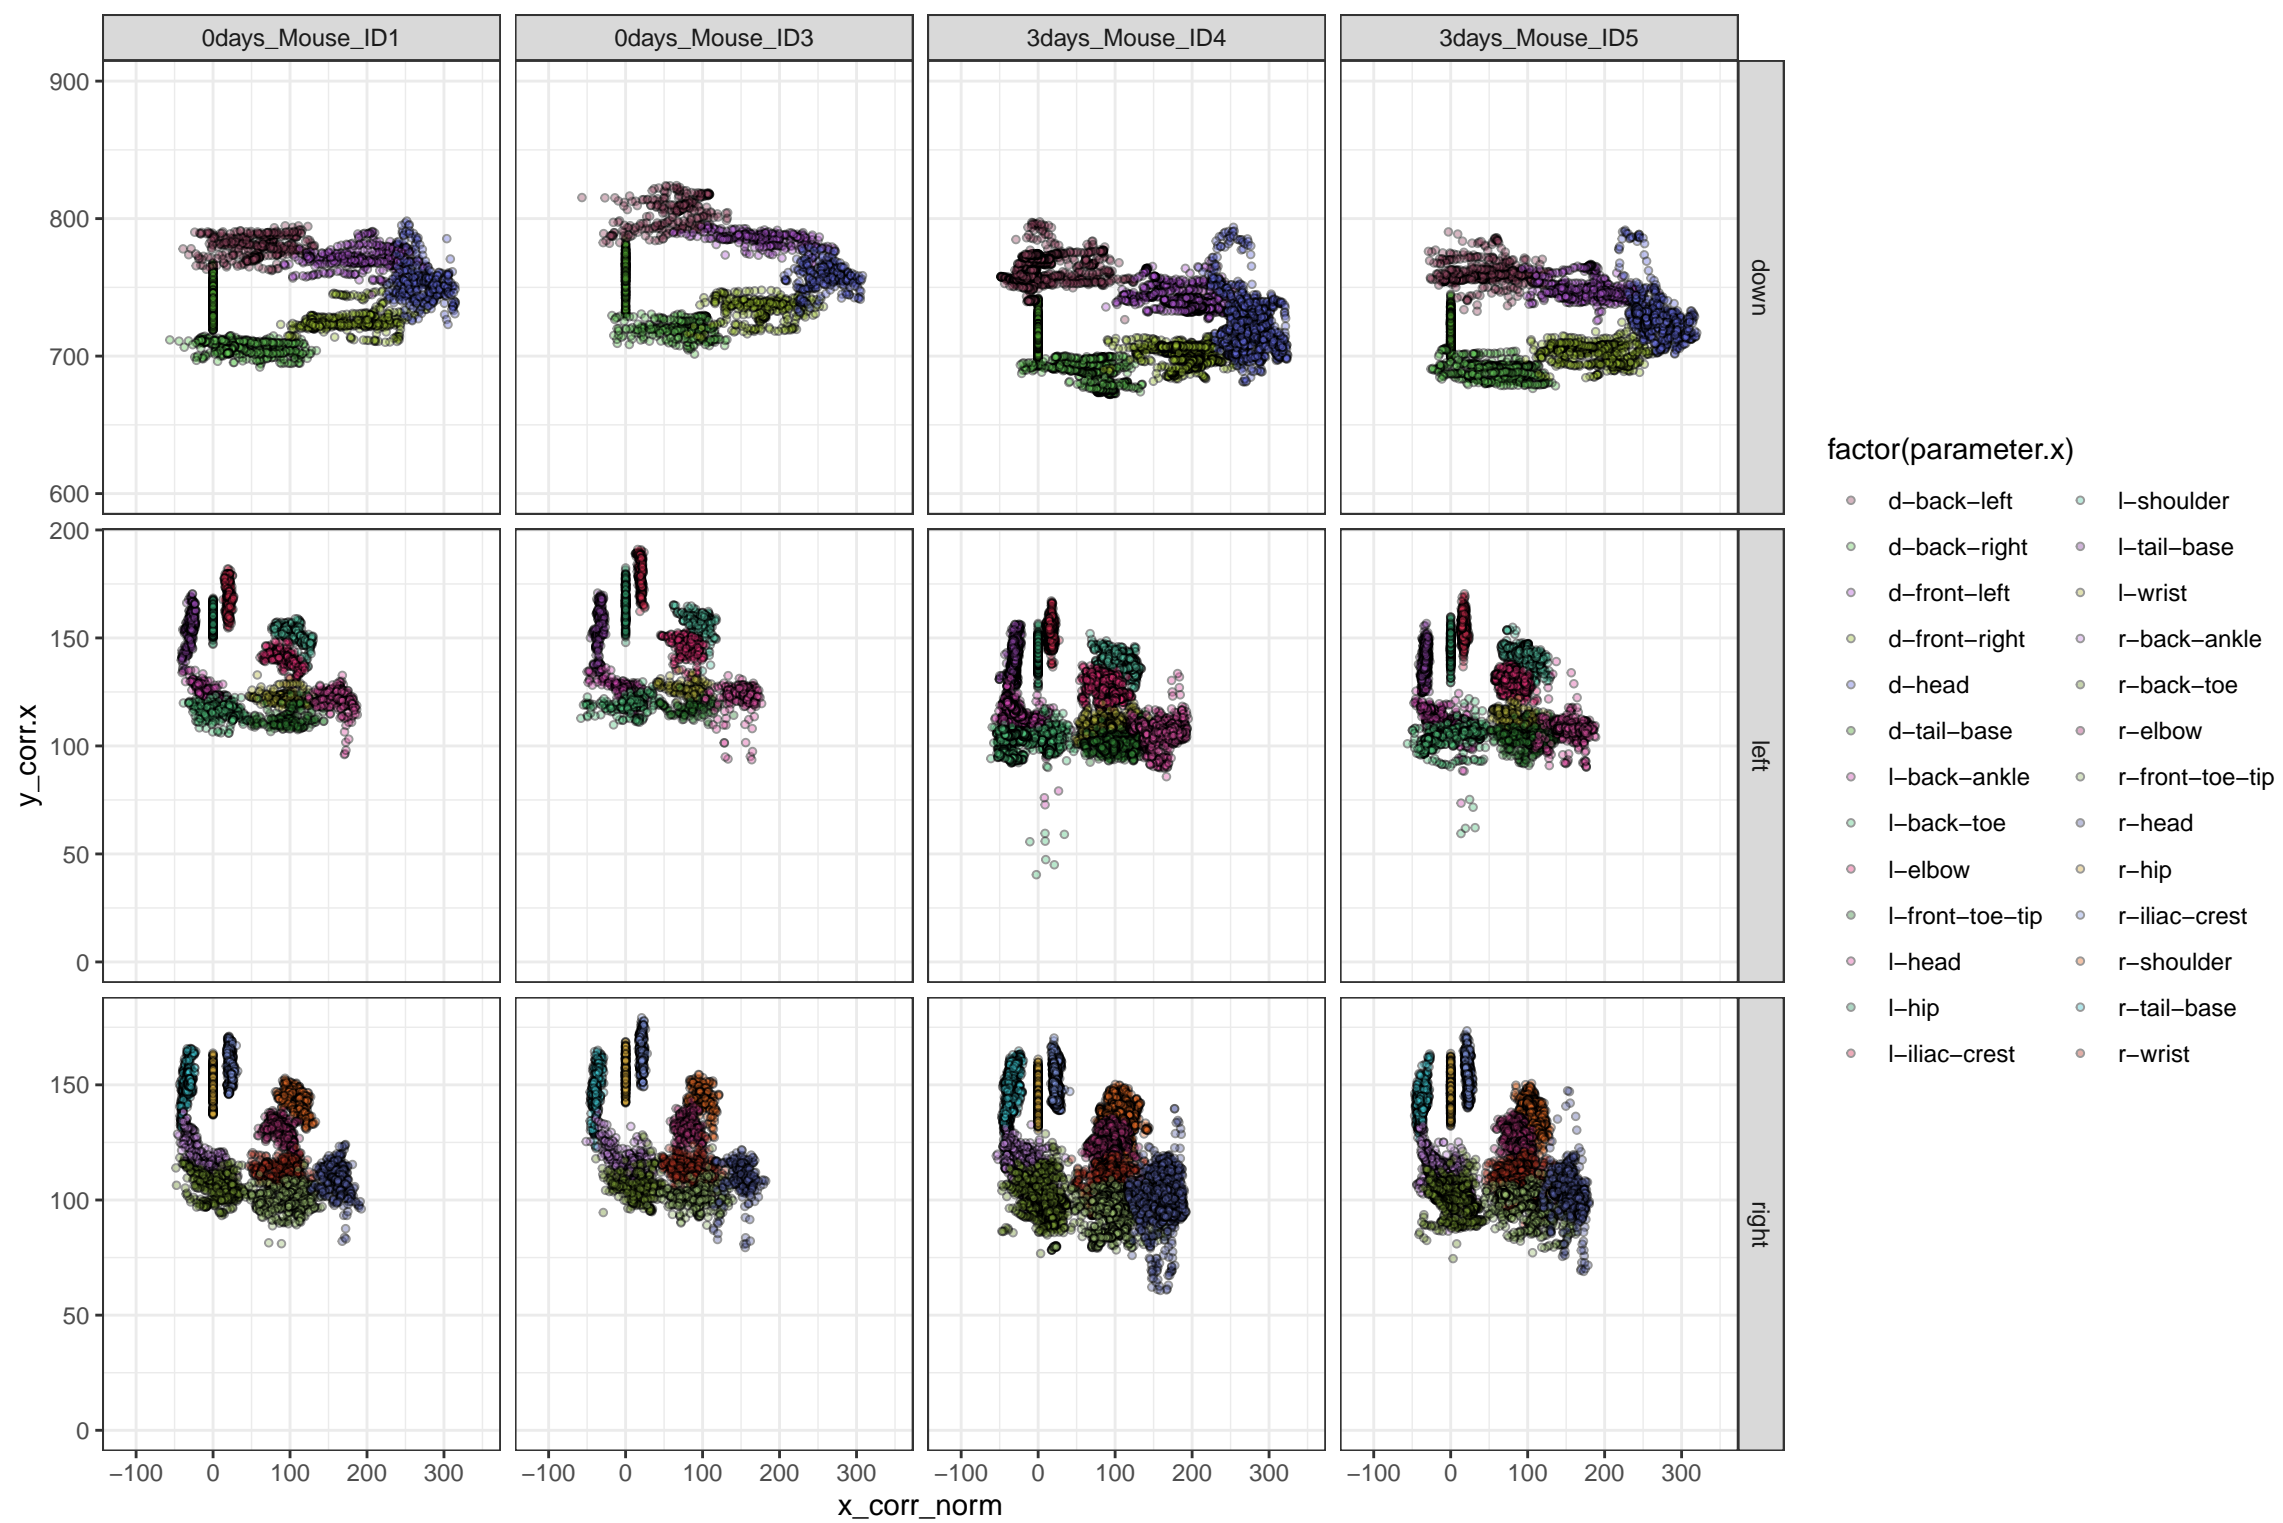 0days_Mouse_ID1 0days_Mouse_ID3 3days_Mouse_ID4 3days_Mouse_ID5
900
800
700
600
down
200
150
100
50
0
left
150
100
50
0
right
y_corr.x
−100 0 100 200 300 −100 0 100 200 300 −100 0 100 200 300 −100 0 100 200 300
x_corr_norm
factor(parameter.x)
d−back−left l−shoulder
d−back−right l−tail−base
d−front−left l−wrist
d−front−right r−back−ankle
d−head r−back−toe
d−tail−base r−elbow
l−back−ankle r−front−toe−tip
l−back−toe r−head
l−elbow r−hip
l−front−toe−tip r−iliac−crest
l−head r−shoulder
l−hip r−tail−base
l−iliac−crest r−wrist